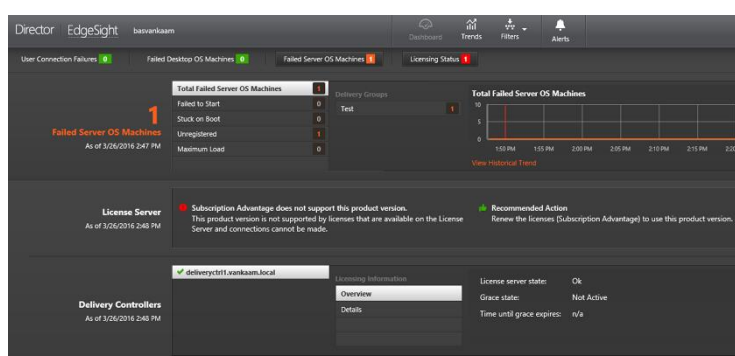 Director EdgeSight basvankaam
Dashboard Trends Filters Alerts
User Connection Failures 0 Failed Desktop OS Machines 0 Failed Server OS Machines 1 Licensing Status 1
1
Failed Server OS Machines
As of 3/26/2016 2:47 PM
Total Failed Server OS Machines 1
Failed to Start 0
Stuck on Boot 0
Unregistered 1
Maximum Load 0
Delivery Groups
Test 1
Total Failed Server OS Machines
10
5
0
1:50 PM 1:55 PM 2:00 PM 2:05 PM 2:10 PM 2:15 PM 2:20
View Historical Trend
License Server
As of 3/26/2016 2:48 PM
Subscription Advantage does not support this product version.
This product version is not supported by licenses that are available on the License
Server and connections cannot be made.
Recommended Action
Renew the licenses (Subscription Advantage) to use this product version.
Delivery Controllers
As of 3/26/2016 2:48 PM
deliveryctrl1.vankaam.local
Licensing Information
Overview
Details
License server state: Ok
Grace state: Not Active
Time until grace expires: n/a